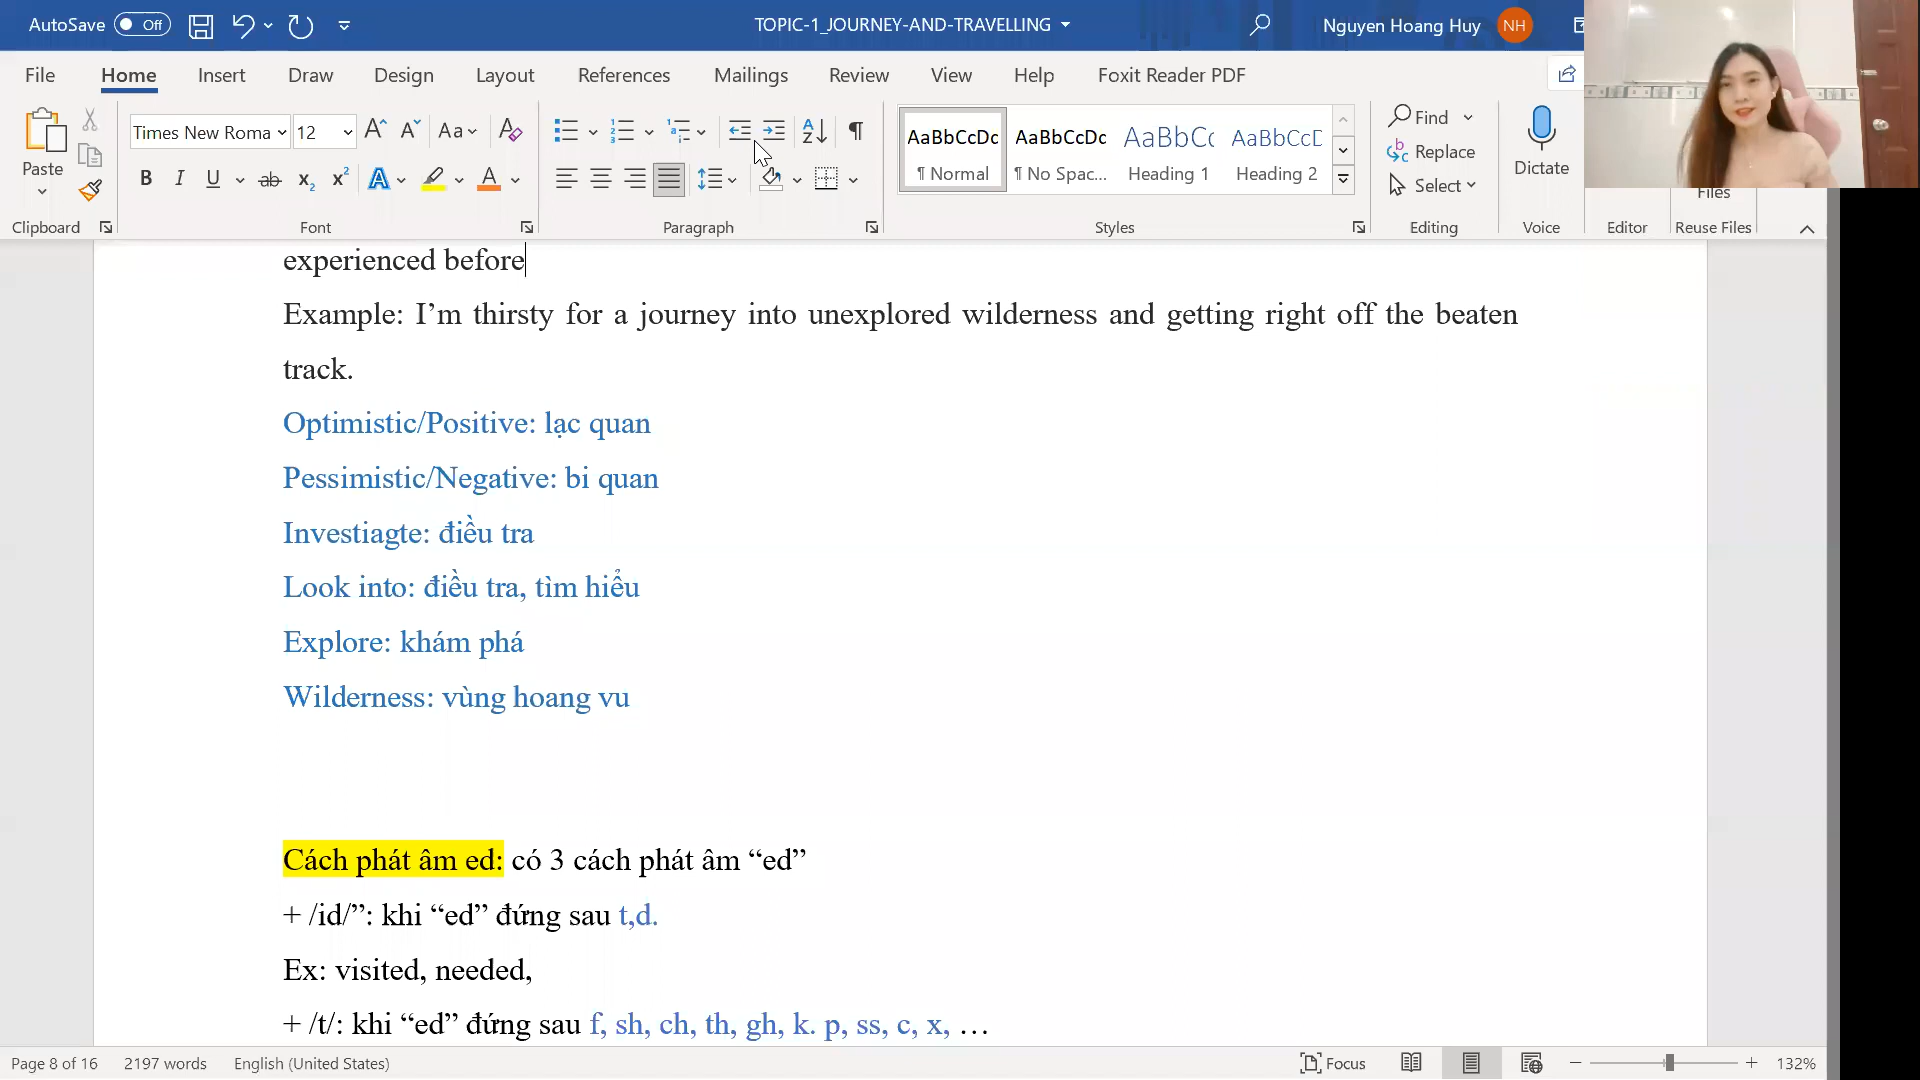 AutoSave Off TOPIC-1_JOURNEY-AND-TRAVELLING Nguyen Hoang Huy NH
File Home Insert Draw Design Layout References Mailings Review View Help Foxit Reader PDF
Times New Roma 12 Aa AaBbCcDc AaBbCcDc AaBbCc AaBbCcD Find
Paste ¶ Normal ¶ No Spac... Heading 1 Heading 2 Replace
B I U ab x₂ x² A A Select Dictate
Files
Clipboard Font Paragraph Styles Editing Voice Editor Reuse Files
experienced before
Example: I’m thirsty for a journey into unexplored wilderness and getting right off the beaten
track.
Optimistic/Positive: lạc quan
Pessimistic/Negative: bi quan
Investiagte: điều tra
Look into: điều tra, tìm hiểu
Explore: khám phá
Wilderness: vùng hoang vu
Cách phát âm ed: có 3 cách phát âm “ed”
+ /id/”: khi “ed” đứng sau t,d.
Ex: visited, needed,
+ /t/: khi “ed” đứng sau f, sh, ch, th, gh, k. p, ss, c, x, …
Page 8 of 16 2197 words English (United States) Focus 132%